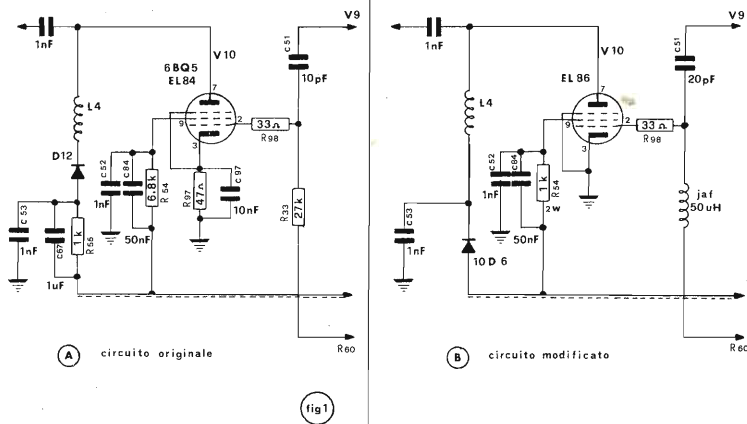 V9
1nF
C51
V10
6BQ5
EL84
10pF
7
L4
9
2
33Ω
R98
3
D12
C52
C84
6.8k
R54
R97
47Ω
C97
R33
27k
C53
1nF
10nF
C67
1k
R55
1nF
50nF
1uF
A
circuito originale
R60
fig1
V9
1nF
C51
V10
EL86
20pF
7
L4
9
2
33Ω
R98
3
C52
C84
1k
R54
1nF
2W
jaf
50uH
C53
50nF
1nF
10D6
B
circuito modificato
R60